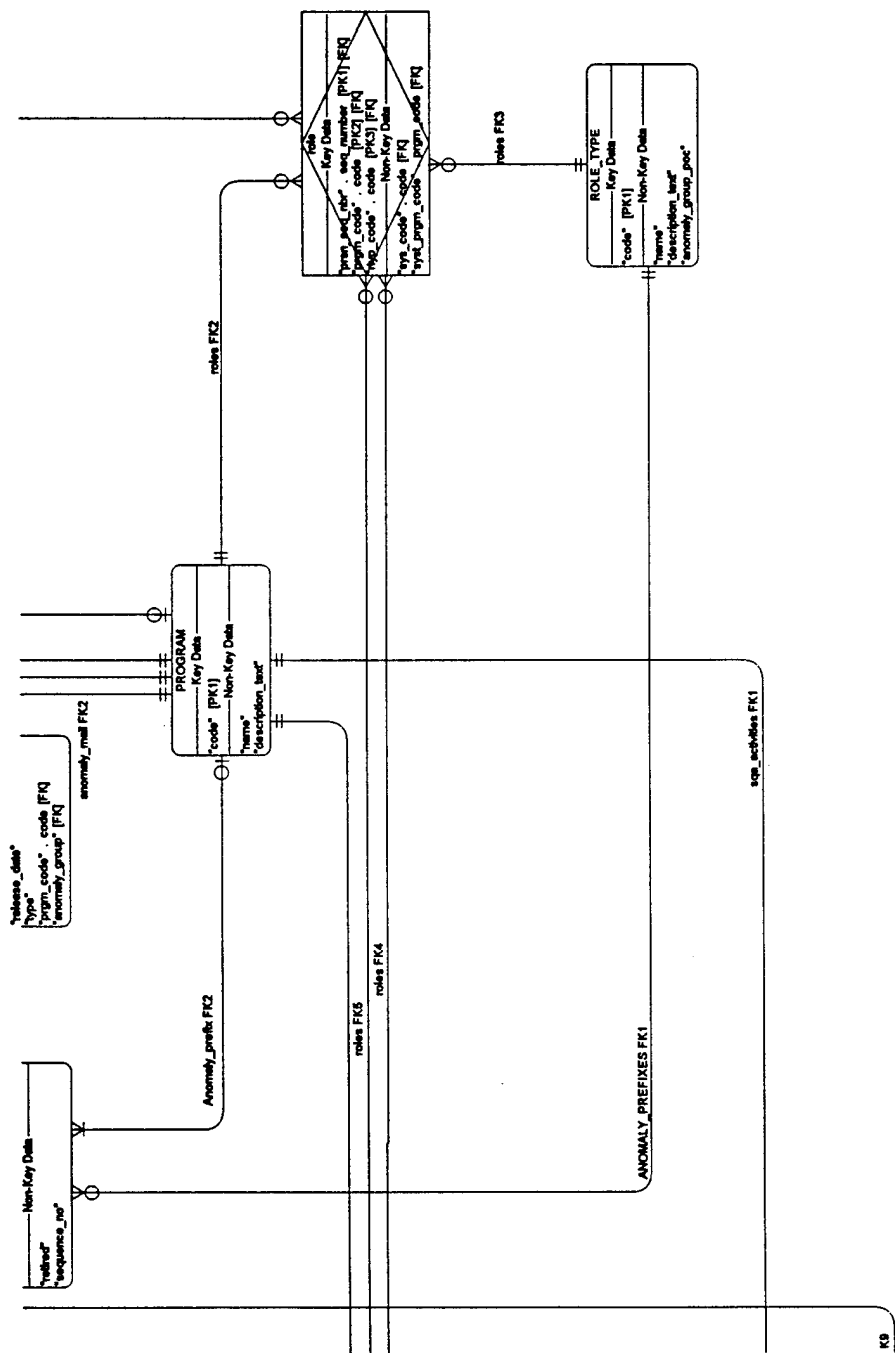 role
Key Data
"prsn_seq_nbr" . seq_number [PK1] [FK]
"prgm_code" . code [PK2] [FK]
"rtyp_code" . code [PK3] [FK]
Non-Key Data
"sys_code" . code [FK]
"syst_prgm_code" . prgm_code [FK]
roles FK3
ROLE_TYPE
Key Data
"code" [PK1]
Non-Key Data
"name"
"description_text"
"anomaly_group_poc"
roles FK2
PROGRAM
Key Data
"code" [PK1]
Non-Key Data
"name"
"description_text"
anomaly_mail FK2
"release_date"
"type"
"prgm_code" . code [FK]
"anomaly_group" [FK]
sqa_activities FK1
roles FK4
roles FK5
Anomaly_prefix FK2
ANOMALY_PREFIXES FK1
Non-Key Data
"retired"
"sequence_no"
K9